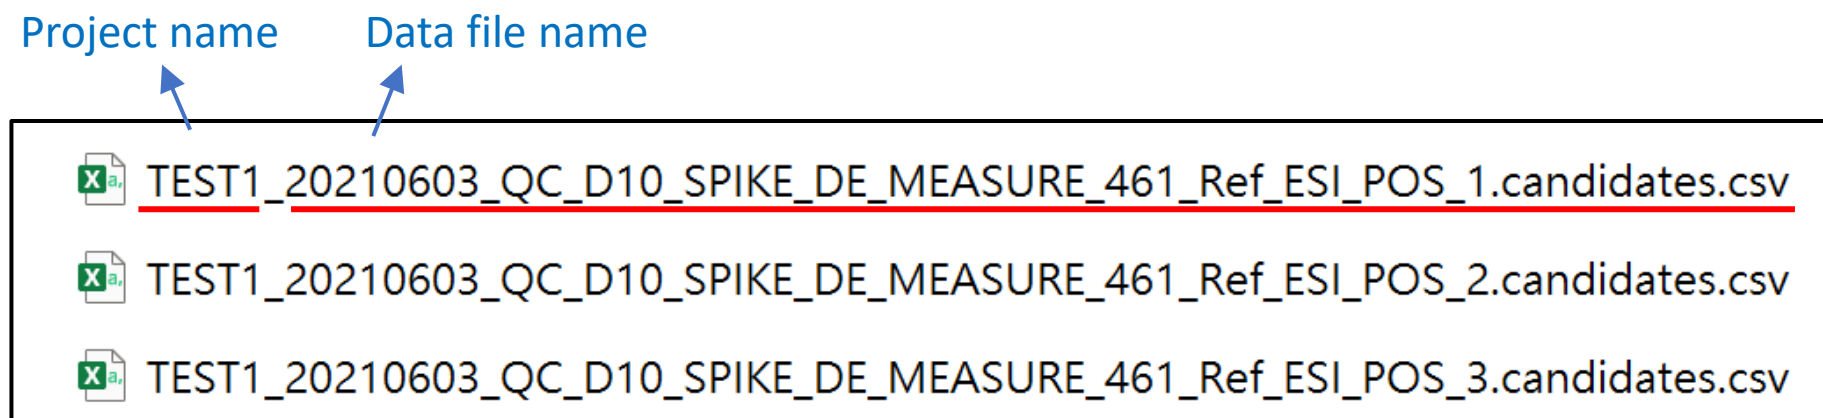 Project name Data file name
TEST1_20210603_QC_D10_SPIKE_DE_MEASURE_461_Ref_ESI_POS_1.candidates.csv
TEST1_20210603_QC_D10_SPIKE_DE_MEASURE_461_Ref_ESI_POS_2.candidates.csv
TEST1_20210603_QC_D10_SPIKE_DE_MEASURE_461_Ref_ESI_POS_3.candidates.csv